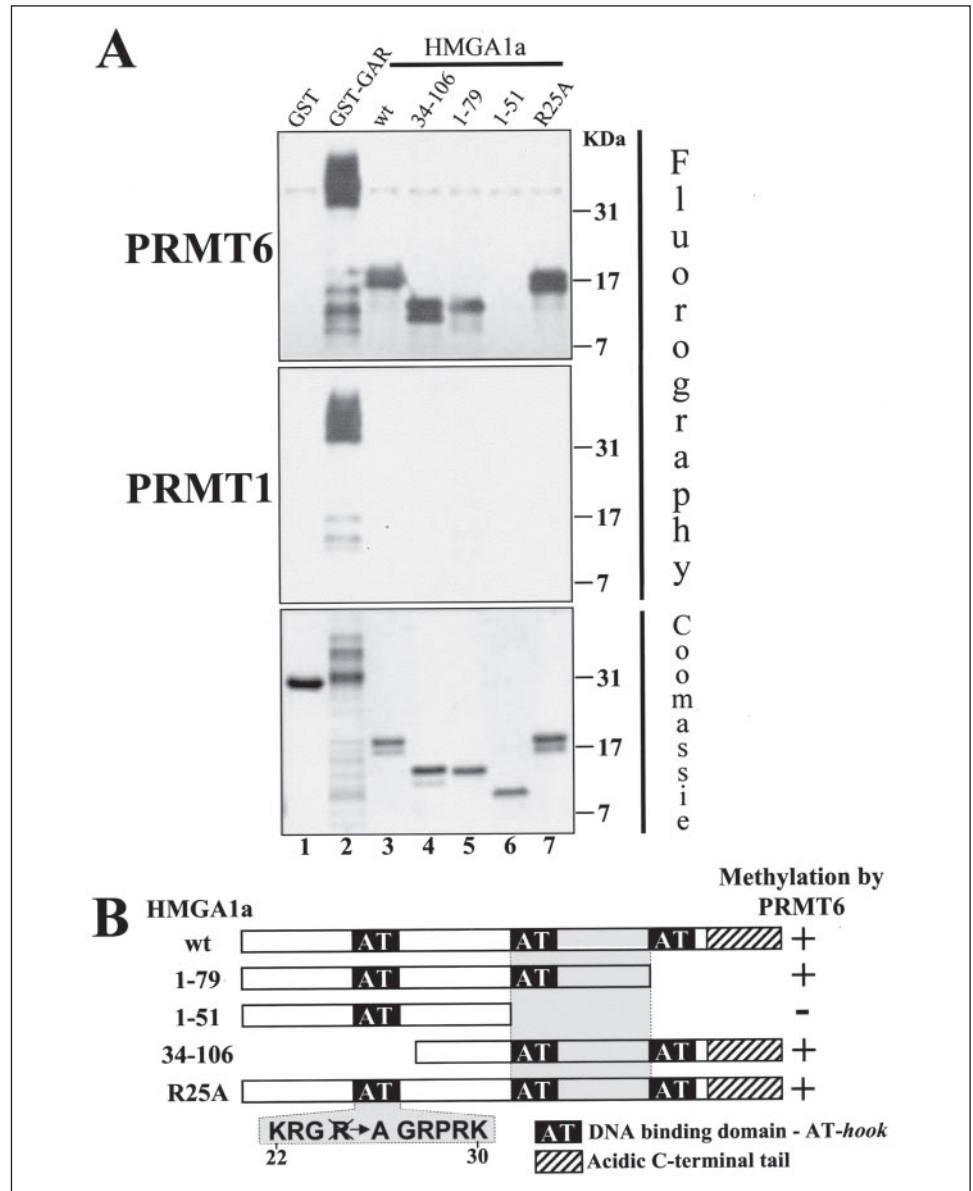 A
HMGA1a
GST
GST-GAR
wt
34-106
1-79
1-51
R25A
KDa
PRMT6
31
17
7
PRMT1
31
17
7
Fluorography
31
17
7
Coomassie
1 2 3 4 5 6 7
B
HMGA1a
Methylation by
PRMT6
wt AT AT AT +
1-79 AT AT +
1-51 AT -
34-106 AT AT +
R25A AT AT AT +
KRG R→A GRPRK
22 30
AT DNA binding domain - AT-hook
Acidic C-terminal tail